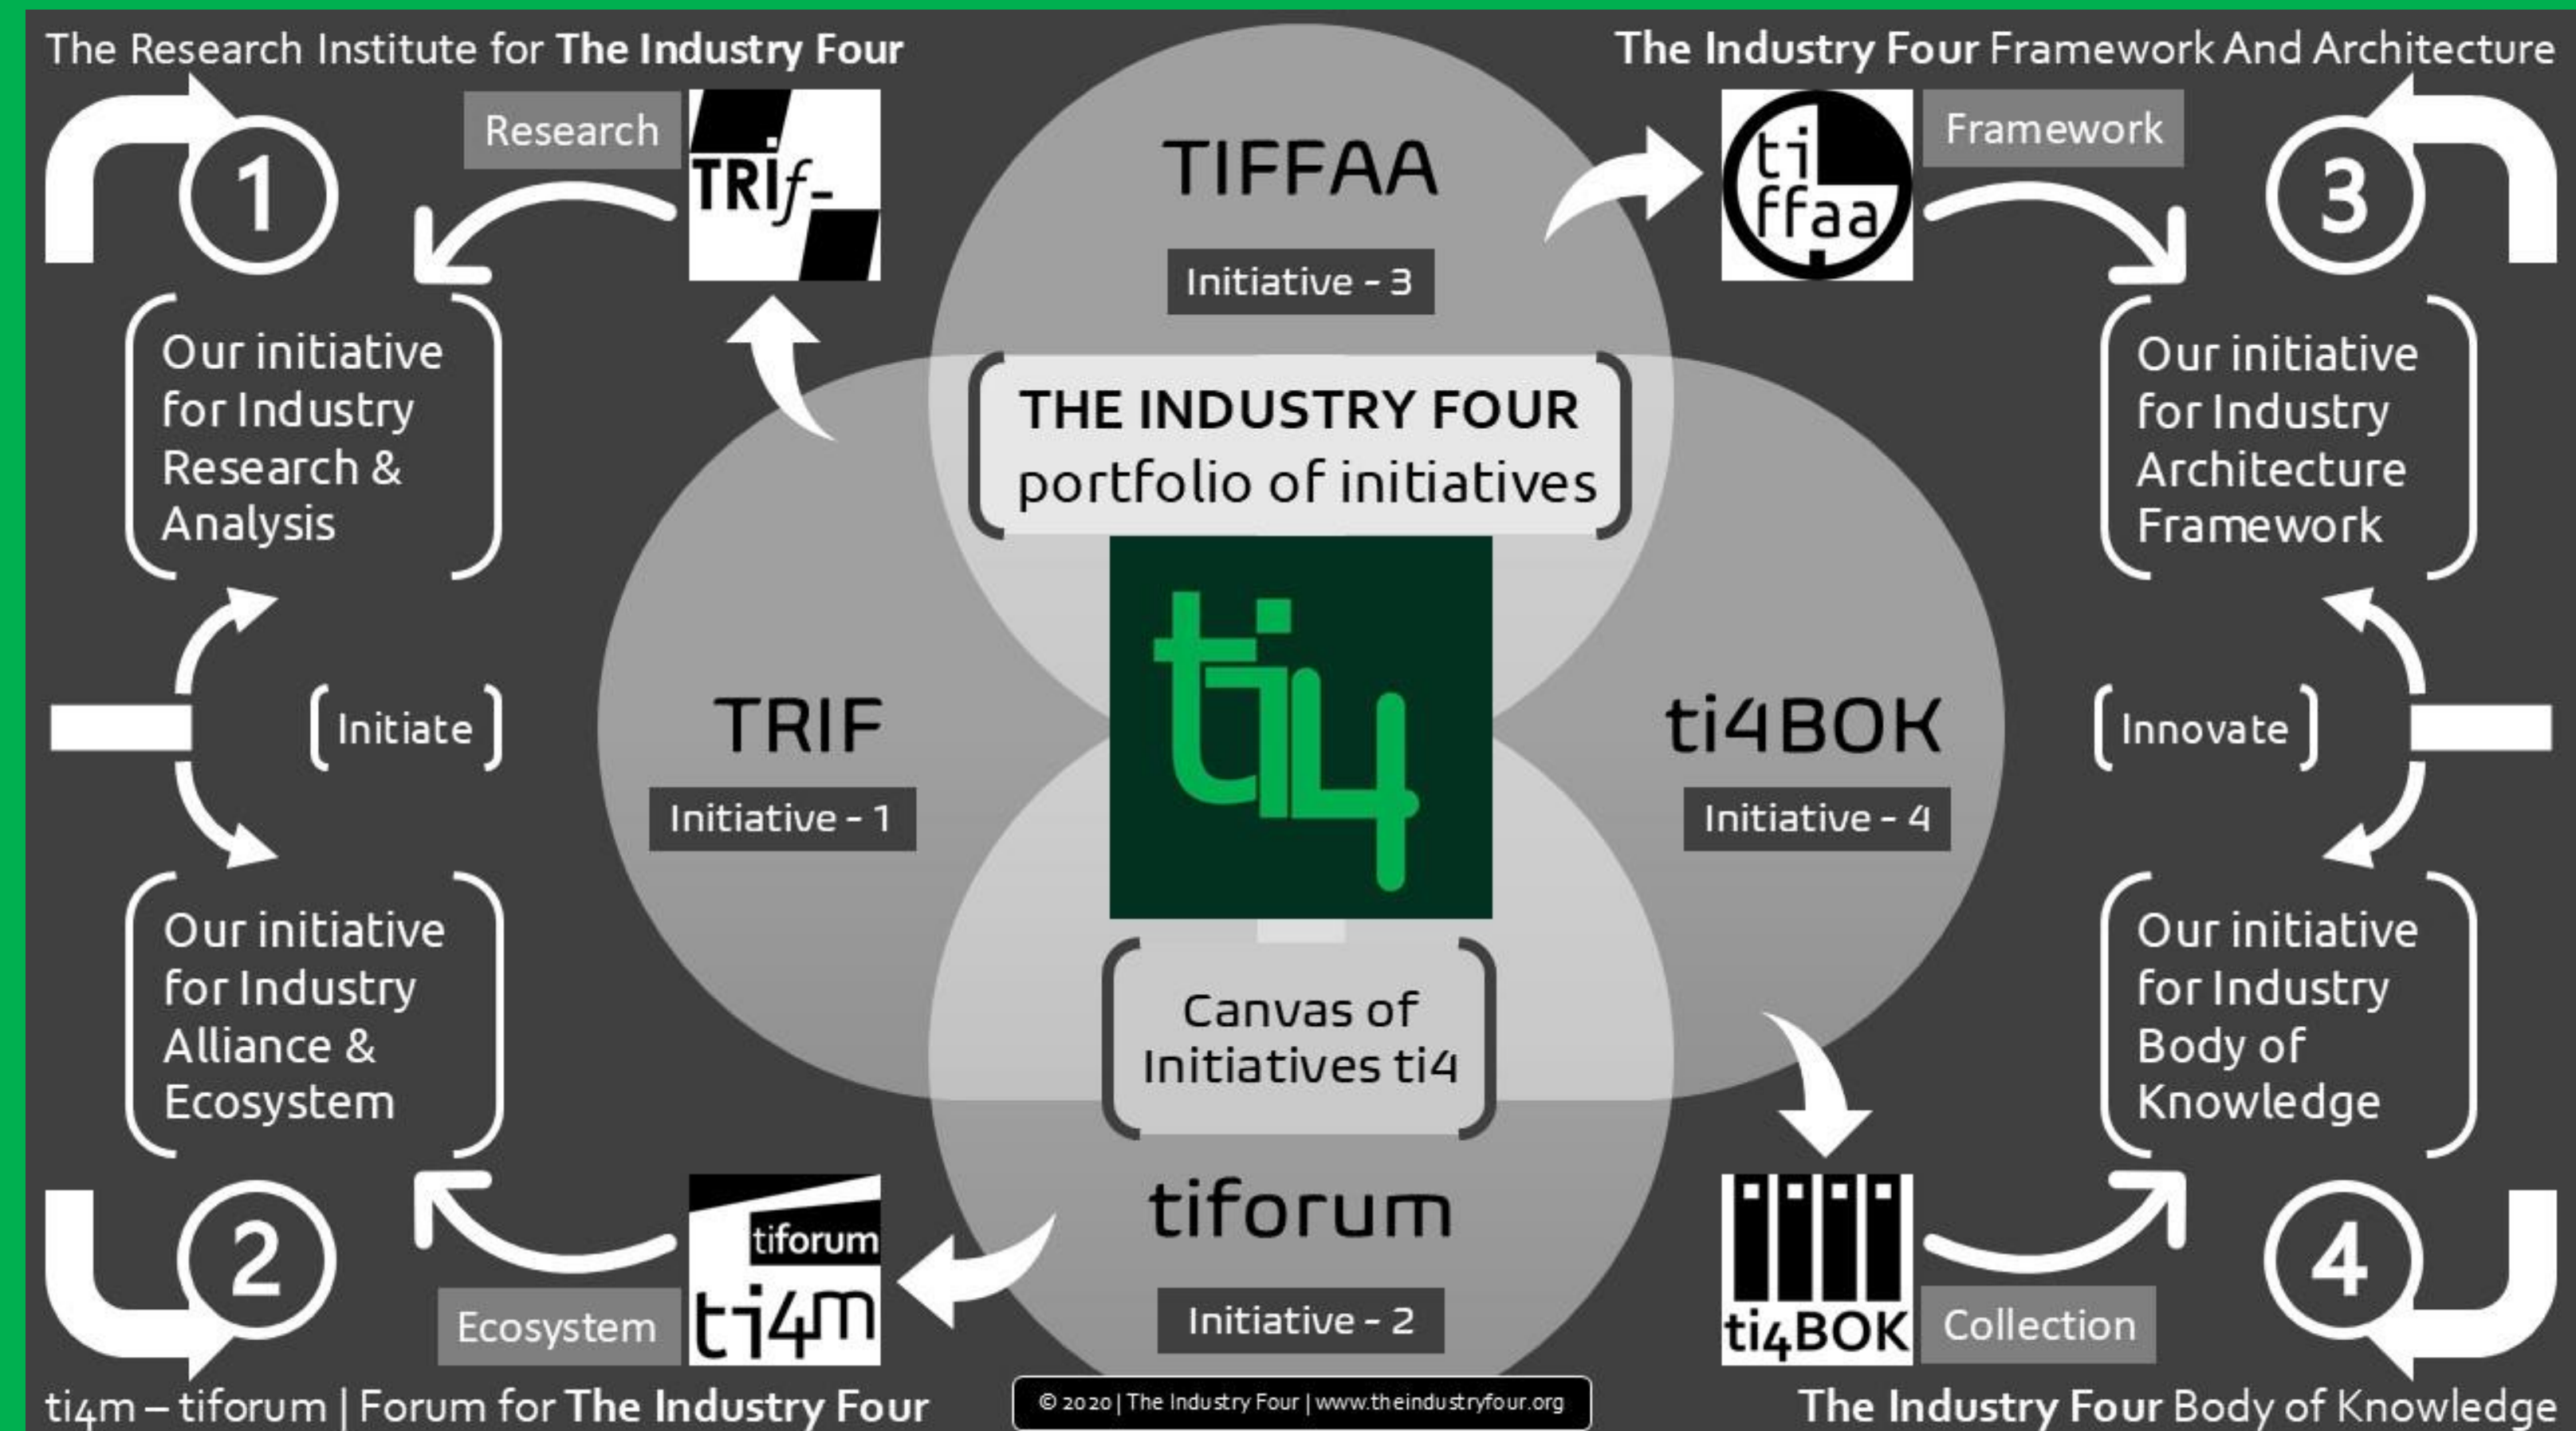 The Research Institute for The Industry Four
1
Research
TRif-
Our initiative
for Industry
Research &
Analysis
Initiate
Our initiative
for Industry
Alliance &
Ecosystem
2
Ecosystem
tiforum
ti4m
ti4m – tiforum | Forum for The Industry Four
TIFFAA
Initiative - 3
THE INDUSTRY FOUR
portfolio of initiatives
ti4
TRIF
Initiative - 1
ti4BOK
Initiative - 4
Canvas of
Initiatives ti4
tiforum
Initiative - 2
© 2020 | The Industry Four | www.theindustryfour.org
The Industry Four Framework And Architecture
ti
ffaa
Framework
3
Our initiative
for Industry
Architecture
Framework
Innovate
Our initiative
for Industry
Body of
Knowledge
ti4BOK
Collection
4
The Industry Four Body of Knowledge